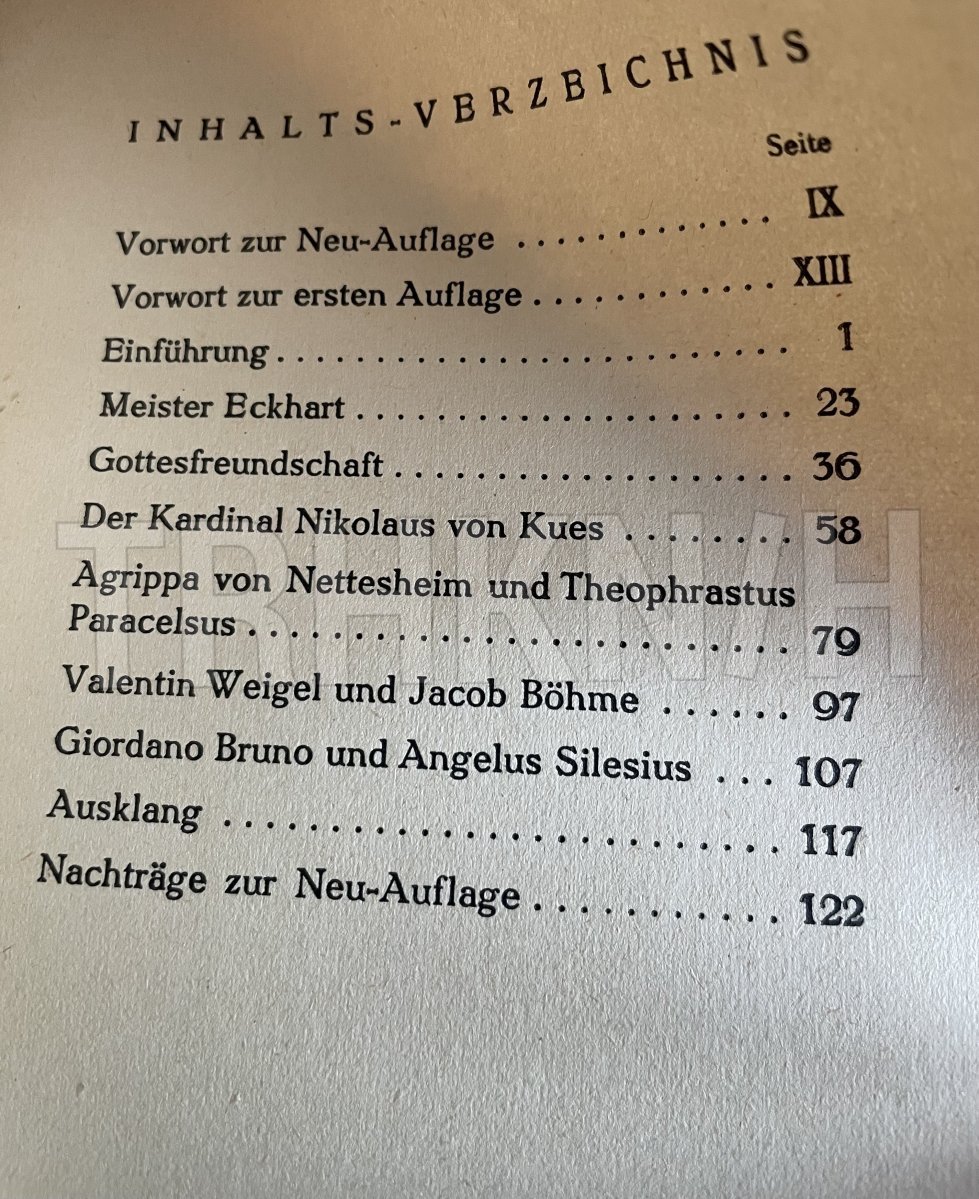 INHALTS-VERZEICHNIS
Seite
Vorwort zur Neu-Auflage . . . . . . . . . . . . . IX
Vorwort zur ersten Auflage . . . . . . . . . . . . XIII
Einführung . . . . . . . . . . . . . . . . . . . . . . . . . . 1
Meister Eckhart . . . . . . . . . . . . . . . . . . . . . . 23
Gottesfreundschaft . . . . . . . . . . . . . . . . . . . . 36
Der Kardinal Nikolaus von Kues . . . . . . . . 58
Agrippa von Nettesheim und Theophrastus
Paracelsus . . . . . . . . . . . . . . . . . . . . . . . . . . 79
Valentin Weigel und Jacob Böhme . . . . . . 97
Giordano Bruno und Angelus Silesius . . . 107
Ausklang . . . . . . . . . . . . . . . . . . . . . . . . 117
Nachträge zur Neu-Auflage . . . . . . . . . . . 122